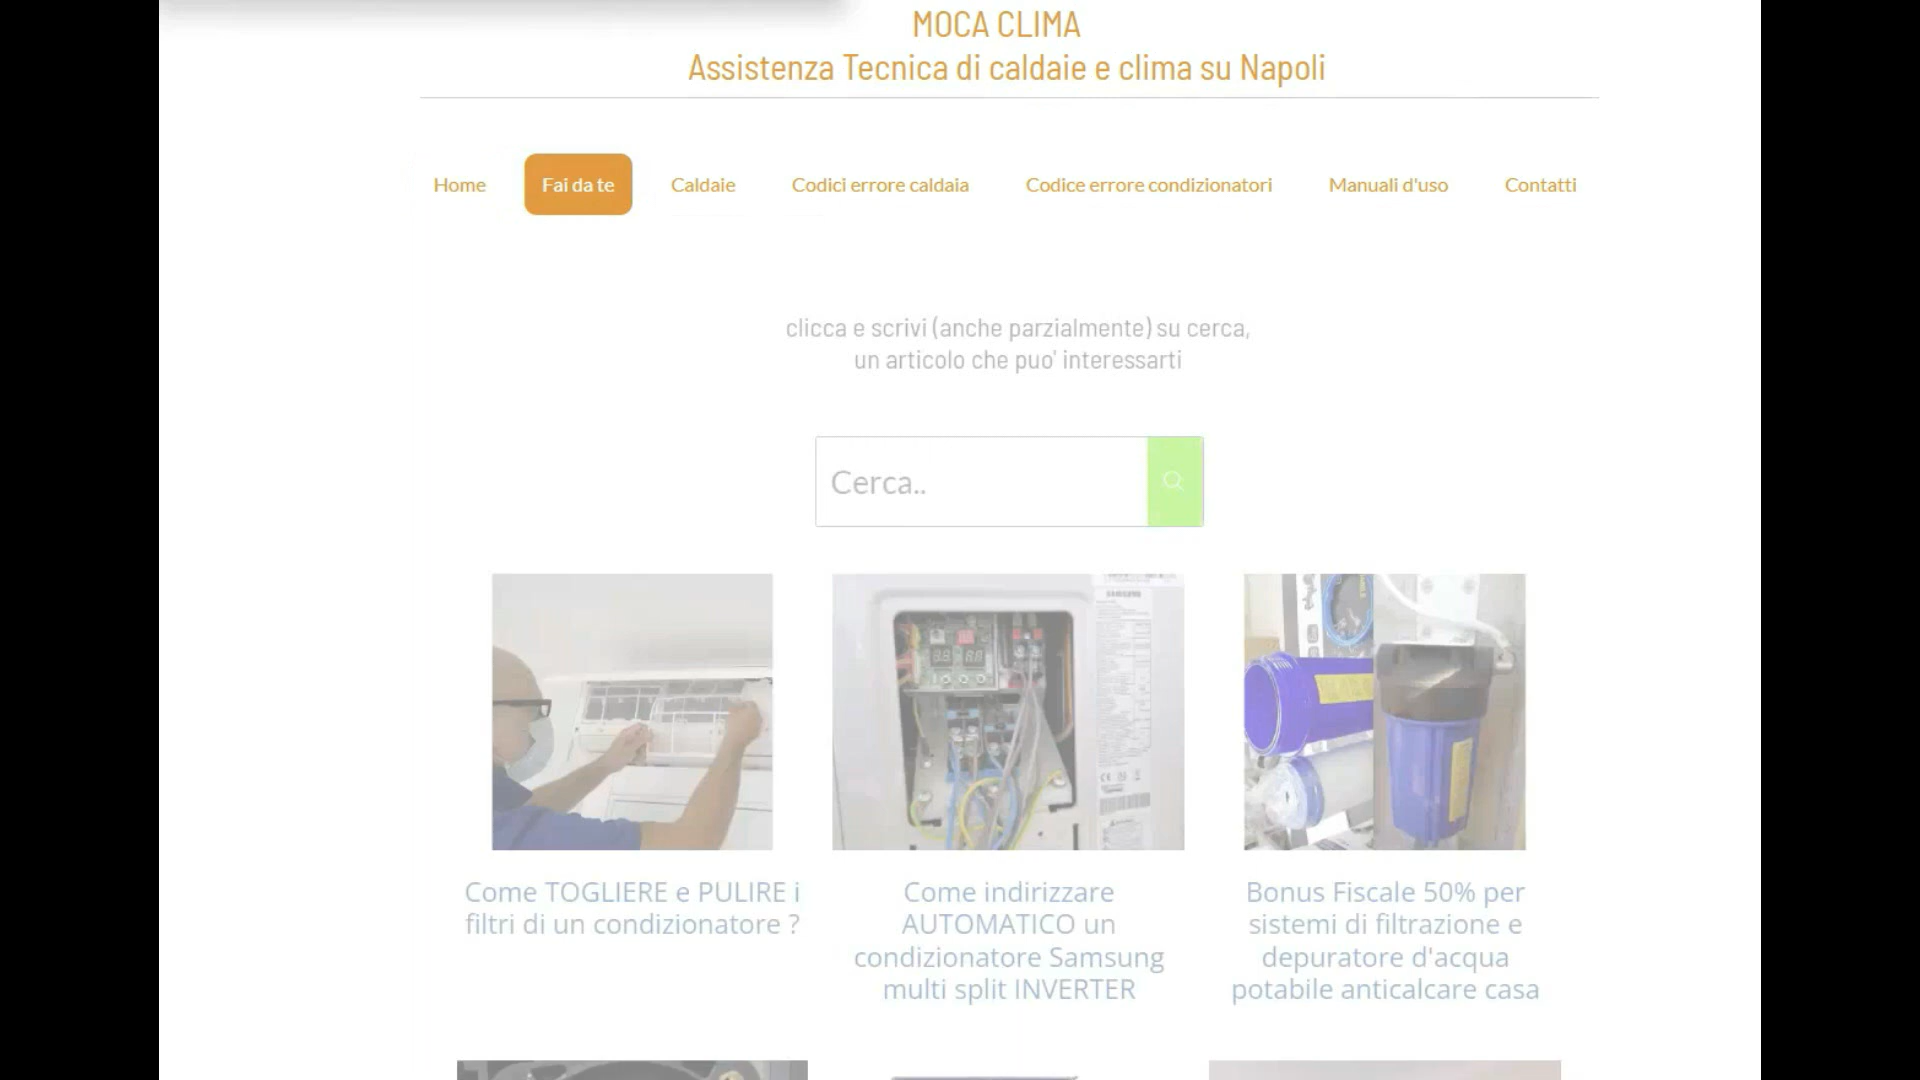 MOCA CLIMA
Assistenza Tecnica di caldaie e clima su Napoli
Home Fai da te Caldaie Codici errore caldaia Codice errore condizionatori Manuali d'uso Contatti
clicca e scrivi (anche parzialmente) su cerca,
un articolo che puo' interessarti
Cerca..
SAMSUNG
Come TOGLIERE e PULIRE i
filtri di un condizionatore ?
Come indirizzare
AUTOMATICO un
condizionatore Samsung
multi split INVERTER
Bonus Fiscale 50% per
sistemi di filtrazione e
depuratore d'acqua
potabile anticalcare casa